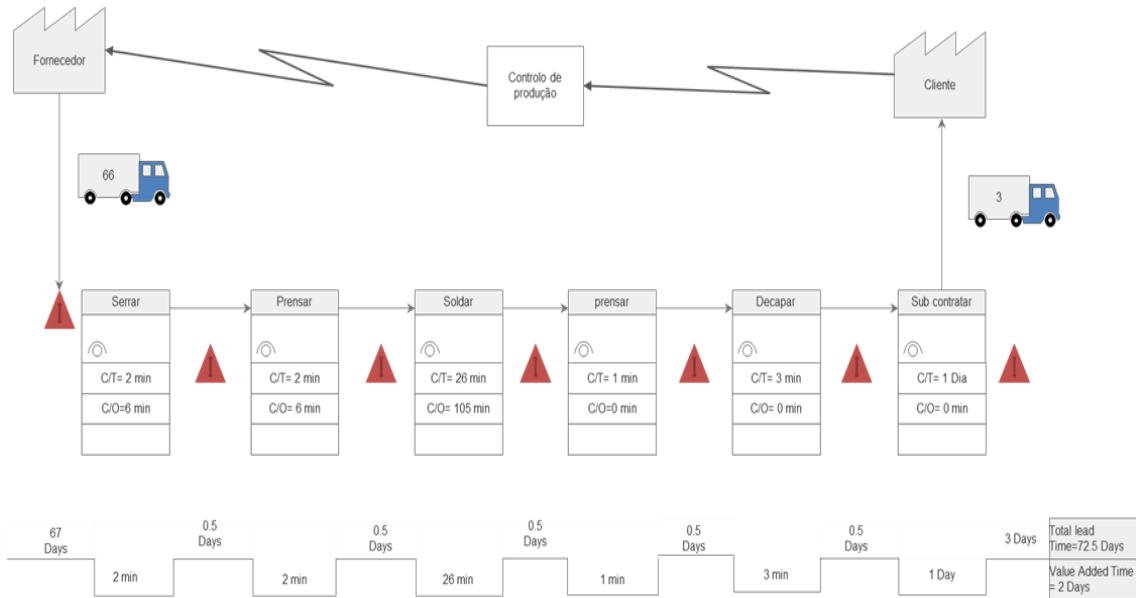 Fornecedor
Controlo de
produção
Cliente
66
3
Serrar
Prensar
Soldar
prensar
Decapar
Sub contratar
C/T= 2 min
C/T= 2 min
C/T= 26 min
C/T= 1 min
C/T= 3 min
C/T= 1 Dia
C/O=6 min
C/O= 6 min
C/O= 105 min
C/O=0 min
C/O= 0 min
C/O= 0 min
67
Days
0.5
Days
0.5
Days
0.5
Days
0.5
Days
0.5
Days
3 Days
Total lead
Time=72.5 Days
2 min
2 min
26 min
1 min
3 min
1 Day
Value Added Time
= 2 Days